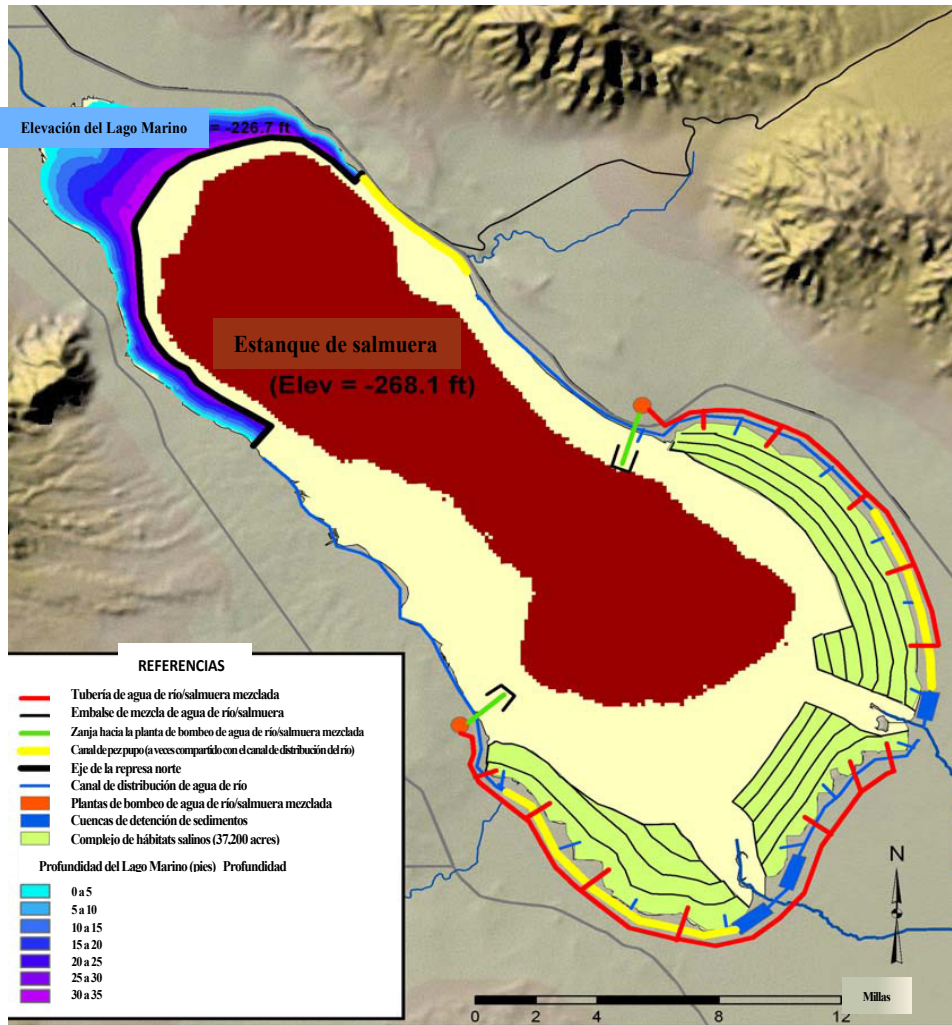 Elevación del Lago Marino = -226.7 ft
Estanque de salmuera
(Elev = -268.1 ft)
REFERENCIAS
Tubería de agua de río/salmuera mezclada
Embalse de mezcla de agua de río/salmuera
Zanja hacia la planta de bombeo de agua de río/salmuera mezclada
Canal de pez pupo (a veces compartido con el canal de distribución del río)
Eje de la represa norte
Canal de distribución de agua de río
Plantas de bombeo de agua de río/salmuera mezclada
Cuencas de detención de sedimentos
Complejo de hábitats salinos (37,200 acres)
Profundidad del Lago Marino (pies) Profundidad
0 a 5
5 a 10
10 a 15
15 a 20
20 a 25
25 a 30
30 a 35
N
Millas
0 2 4 8 12